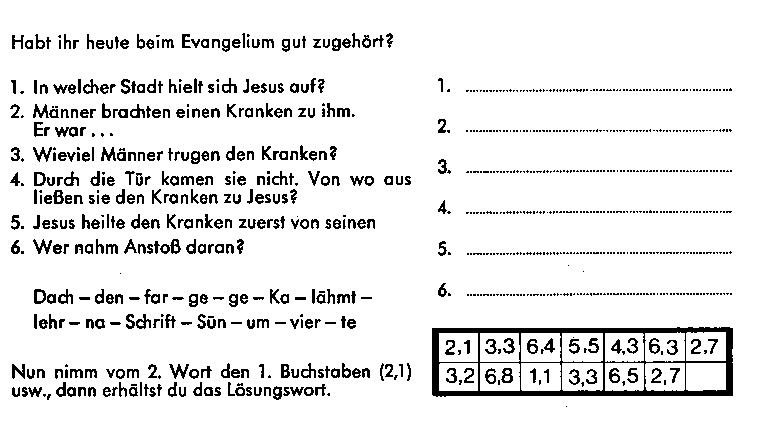 Habt ihr heute beim Evangelium gut zugehört?
1. In welcher Stadt hielt sich Jesus auf?
2. Männer brachten einen Kranken zu ihm.
Er war . . .
3. Wieviel Männer trugen den Kranken?
4. Durch die Tür kamen sie nicht. Von wo aus
ließen sie den Kranken zu Jesus?
5. Jesus heilte den Kranken zuerst von seinen
6. Wer nahm Anstoß daran?
Dach – den – far – ge – ge – Ka – lähmt –
lehr – na – Schrift – Sün – um – vier – te
Nun nimm vom 2. Wort den 1. Buchstaben (2,1)
usw., dann erhältst du das Lösungswort.
1.
2.
3.
4.
5.
6.
2,1 3,3 6,4 5,5 4,3 6,3 2,7
3,2 6,8 1,1 3,3 6,5 2,7